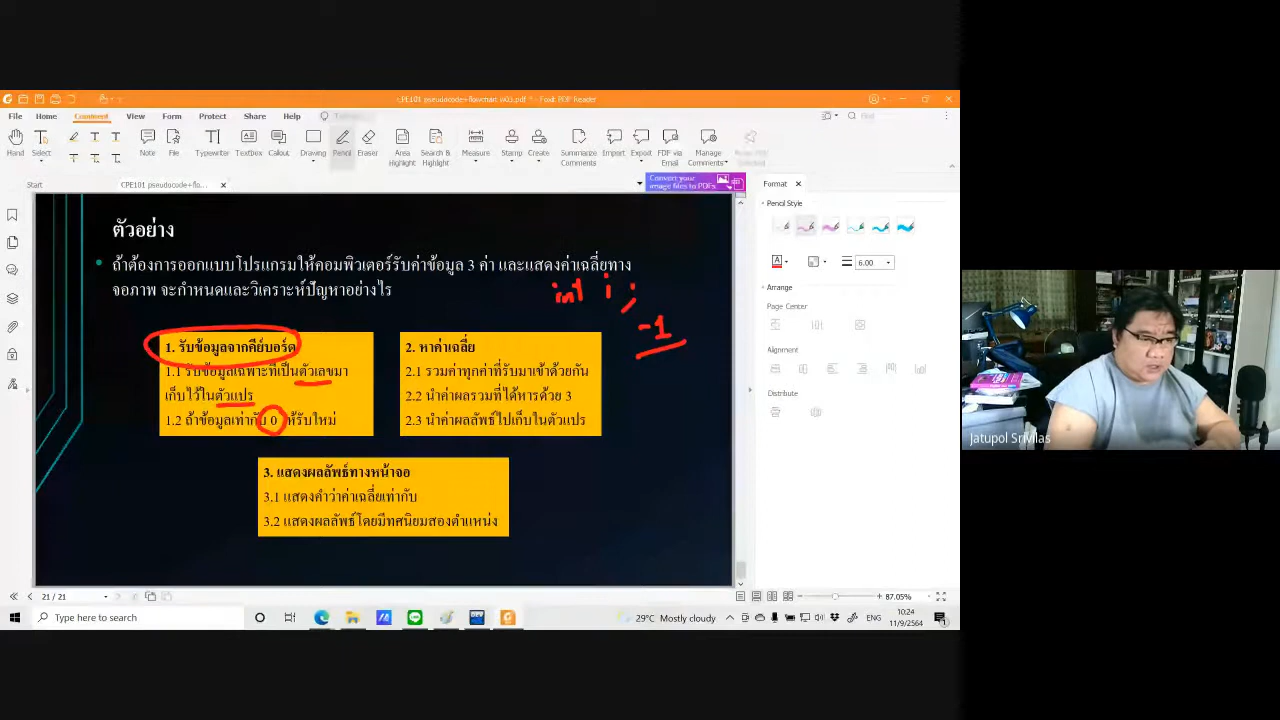 CPE101 pseudocode+flowchart W03.pdf * - Foxit PDF Reader
File Home Comment View Form Protect Share Help
Find
Hand Select Note File Typewriter Textbox Callout Drawing Pencil Eraser Area Highlight Search & Highlight Measure Stamp Create Summarize Comments Import Export FDF via Email Manage Comments
Start
CPE101 pseudocode+flo...
Convert your image files to PDFs
Format
Pencil Style
6.00
Arrange
Page Center
Alignment
Distribute
ตัวอย่าง
ถ้าต้องการออกแบบโปรแกรมให้คอมพิวเตอร์รับค่าข้อมูล 3 ค่า และแสดงค่าเฉลี่ยทาง
จอภาพ จะกำหนดและวิเคราะห์ปัญหาอย่างไร
int i ;
-1
1. รับข้อมูลจากคีย์บอร์ด
1.1 รับข้อมูลเฉพาะที่เป็นตัวเลขมา
เก็บไว้ในตัวแปร
1.2 ถ้าข้อมูลเท่ากับ 0 ให้รับใหม่
2. หาค่าเฉลี่ย
2.1 รวมค่าทุกค่าที่รับมาเข้าด้วยกัน
2.2 นำค่าผลรวมที่ได้หารด้วย 3
2.3 นำค่าผลลัพธ์ไปเก็บในตัวแปร
3. แสดงผลลัพธ์ทางหน้าจอ
3.1 แสดงคำว่าค่าเฉลี่ยเท่ากับ
3.2 แสดงผลลัพธ์โดยมีทศนิยมสองตำแหน่ง
Jatupol Srivilas
21 / 21
87.05%
Type here to search
29°C Mostly cloudy
ENG
10:24
11/9/2564